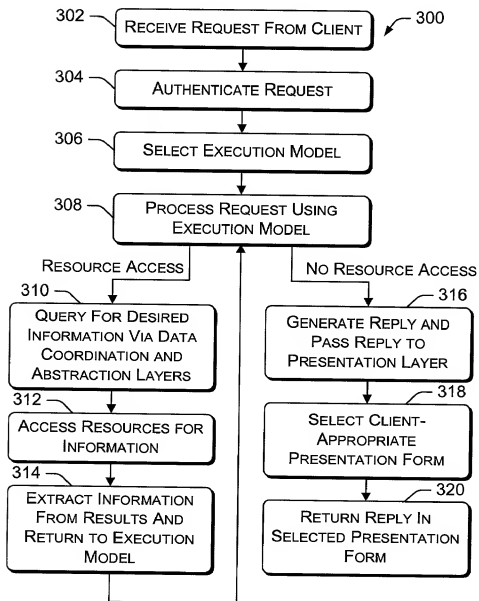 302
RECEIVE REQUEST FROM CLIENT
300
304
AUTHENTICATE REQUEST
306
SELECT EXECUTION MODEL
308
PROCESS REQUEST USING
EXECUTION MODEL
RESOURCE ACCESS
NO RESOURCE ACCESS
310
QUERY FOR DESIRED
INFORMATION VIA DATA
COORDINATION AND
ABSTRACTION LAYERS
312
ACCESS RESOURCES FOR
INFORMATION
314
EXTRACT INFORMATION
FROM RESULTS AND
RETURN TO EXECUTION
MODEL
316
GENERATE REPLY AND
PASS REPLY TO
PRESENTATION LAYER
318
SELECT CLIENT-
APPROPRIATE
PRESENTATION FORM
320
RETURN REPLY IN
SELECTED PRESENTATION
FORM